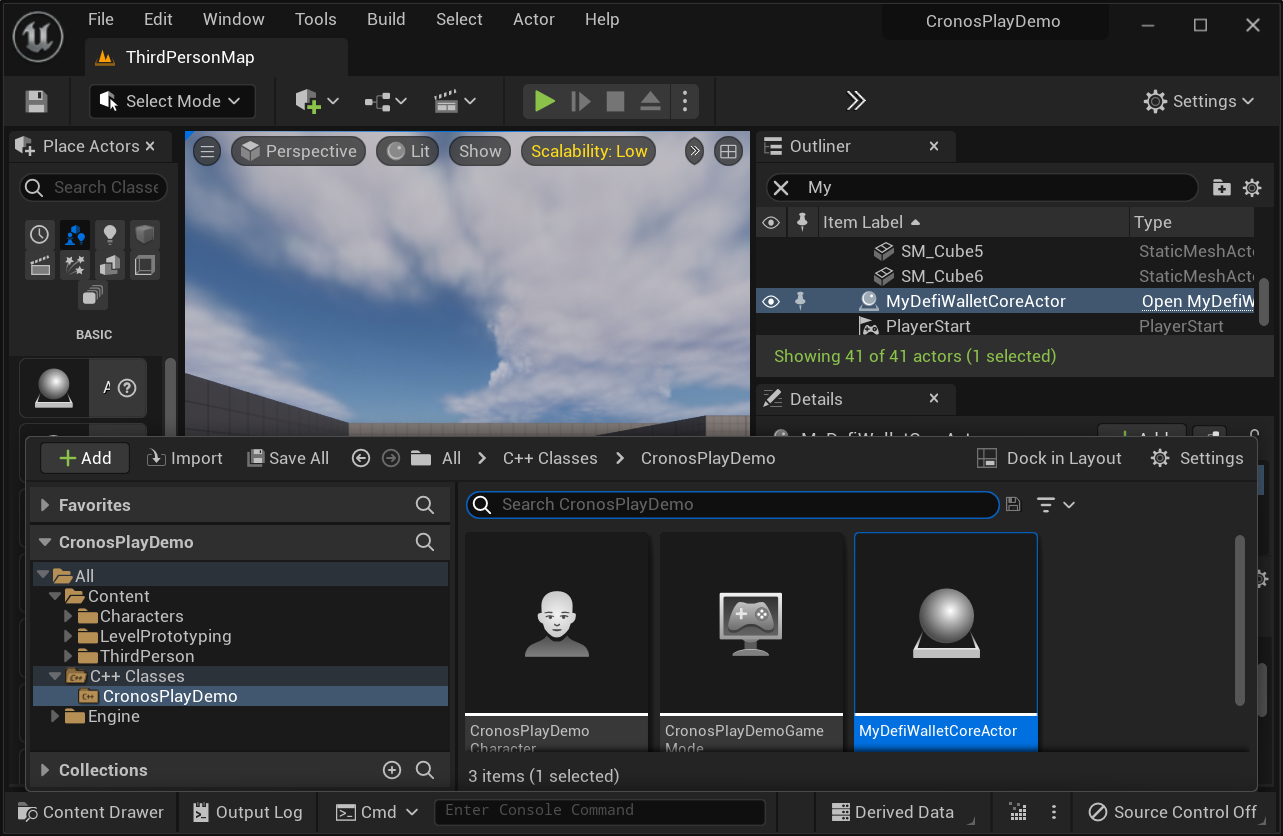 File Edit Window Tools Build Select Actor Help CronosPlayDemo
ThirdPersonMap
Select Mode Settings
Place Actors Perspective Lit Show Scalability: Low Outliner
Search Classe My
Item Label Type
SM_Cube5 StaticMeshActo
SM_Cube6 StaticMeshActo
MyDefiWalletCoreActor Open MyDefiW
PlayerStart PlayerStart
BASIC
Showing 41 of 41 actors (1 selected)
Details
Add Import Save All All C++ Classes CronosPlayDemo Dock in Layout Settings
Favorites Search CronosPlayDemo
CronosPlayDemo
All
Content
Characters
LevelPrototyping
ThirdPerson
C++ Classes
CronosPlayDemo
Engine
CronosPlayDemo CronosPlayDemoGame MyDefiWalletCoreActor
Character Mode
Collections 3 items (1 selected)
Content Drawer Output Log Cmd Enter Console Command Derived Data Source Control Off